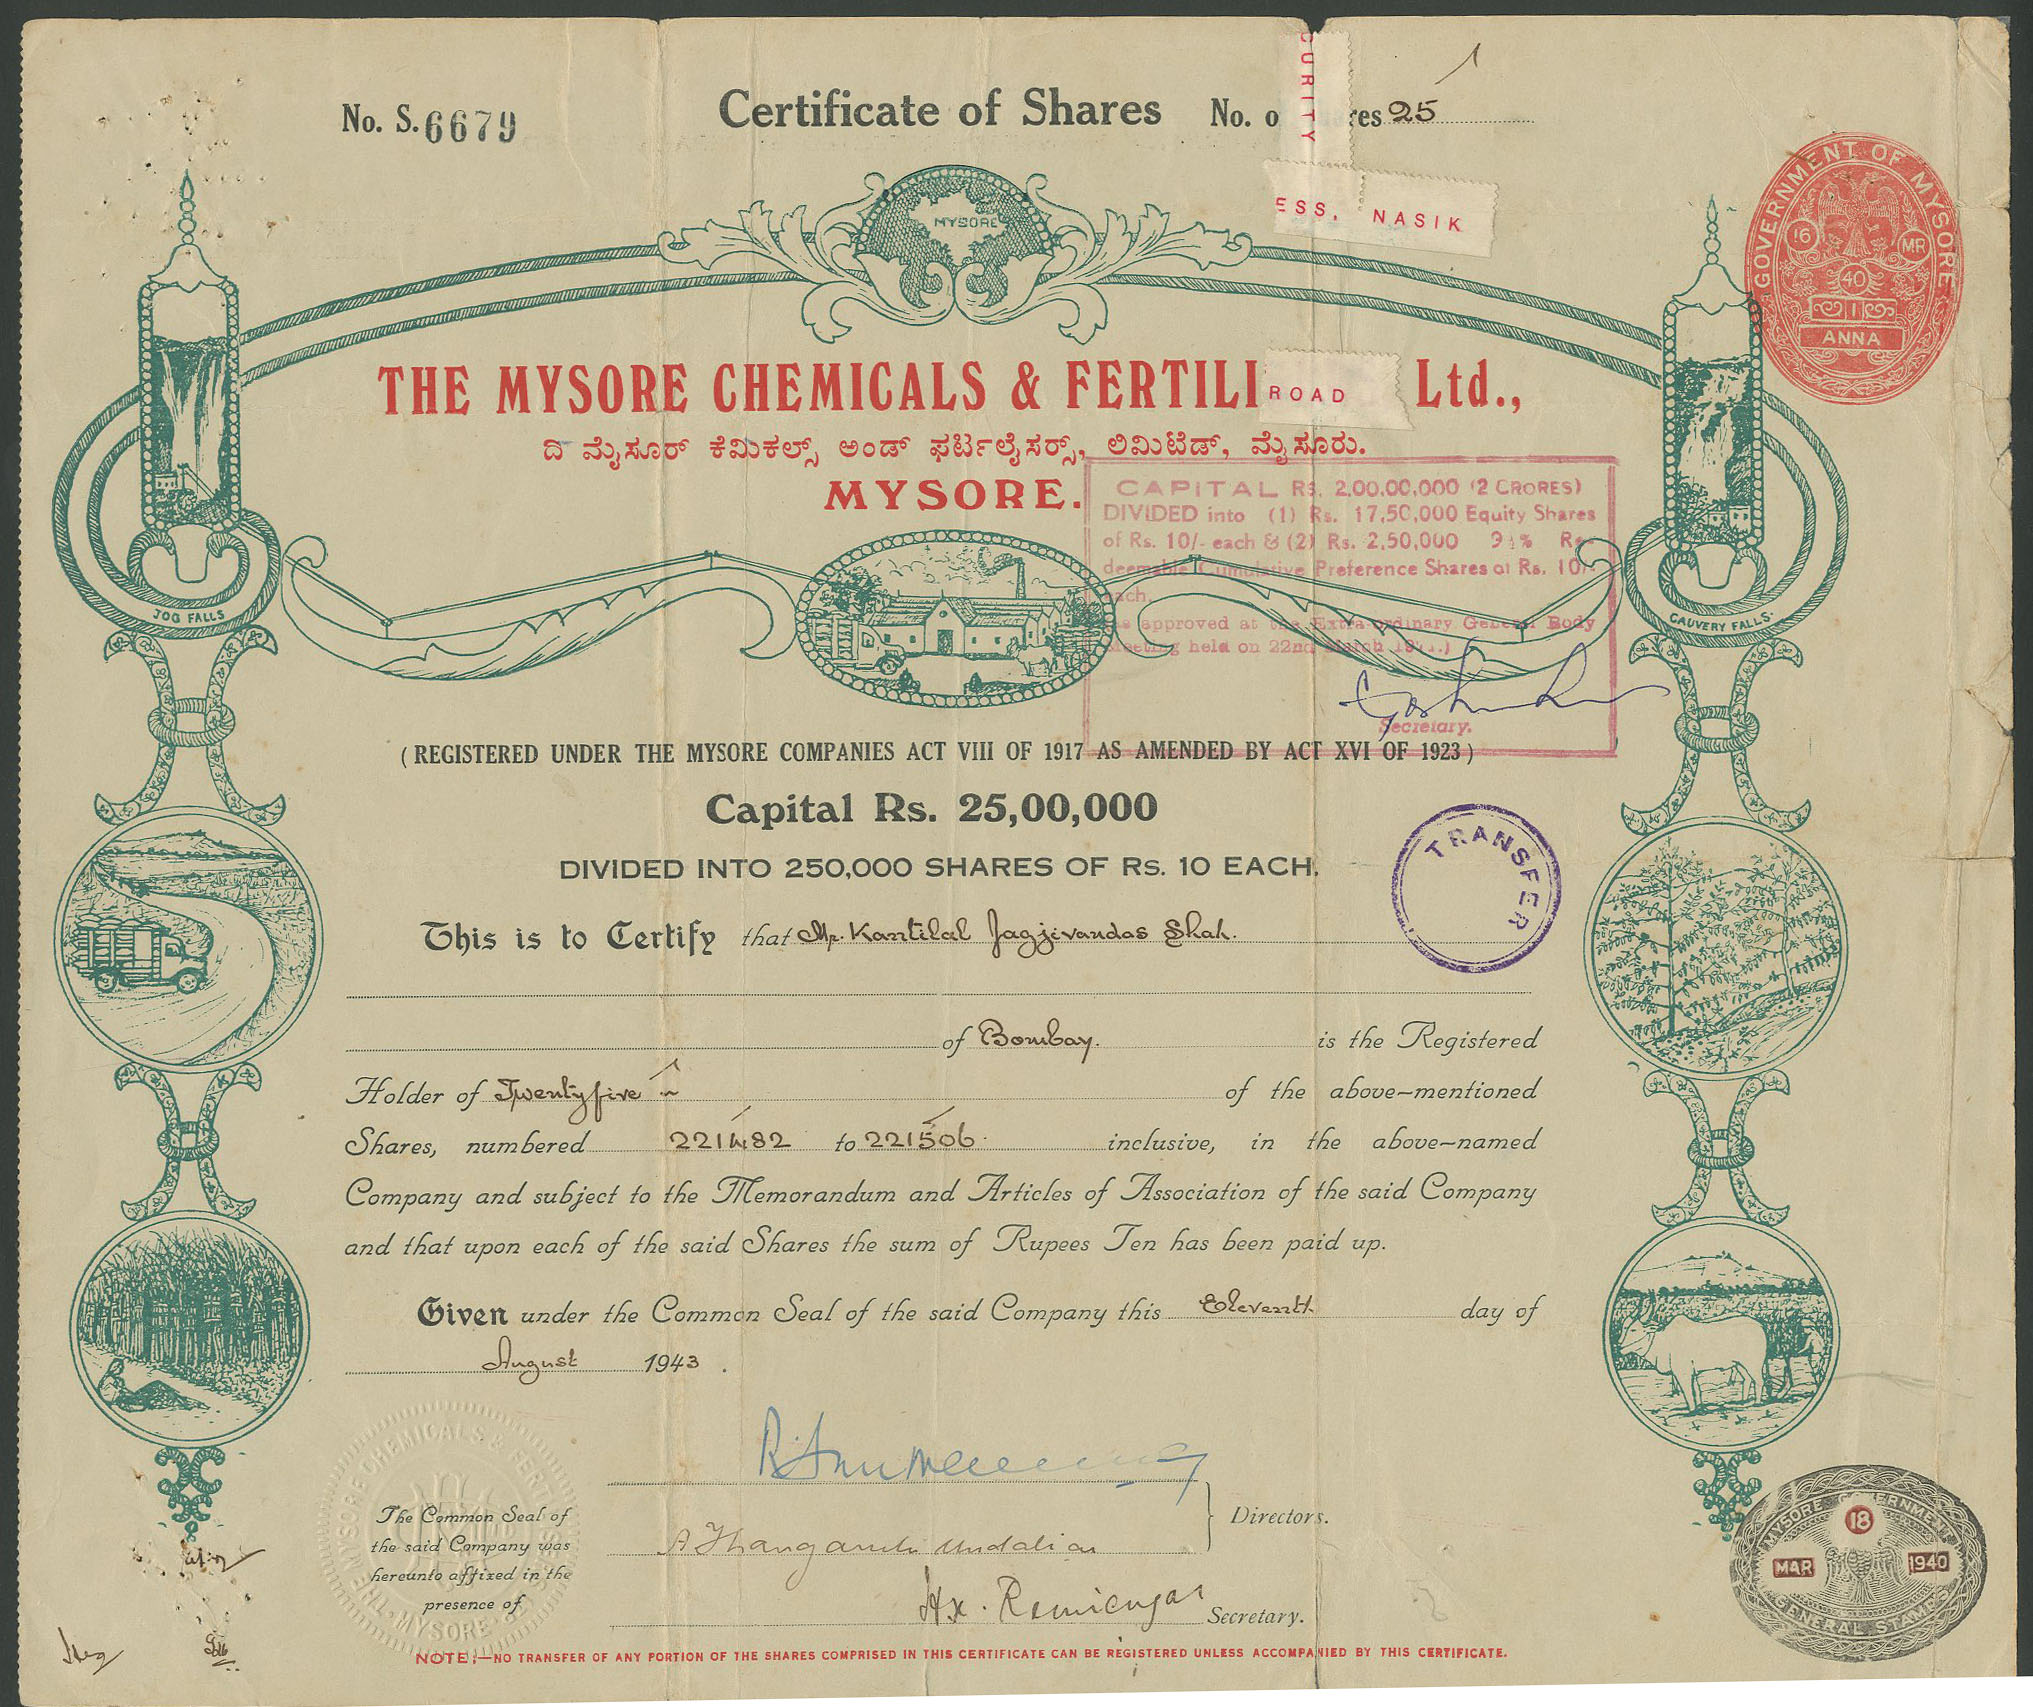 No. S. 6679
Certificate of Shares
No. o
res 25
CURITY
ESS, NASIK
GOVERNMENT OF MYSORE
16
MR
40
1
ANNA
MYSORE
THE MYSORE CHEMICALS & FERTILI
ROAD
Ltd.,
ದಿ ಮೈಸೂರ್ ಕೆಮಿಕಲ್ಸ್ ಅಂಡ್ ಫರ್ಟಿಲೈಸರ್ಸ್, ಲಿಮಿಟೆಡ್, ಮೈಸೂರು.
MYSORE.
CAPITAL Rs. 2,00,00,000 (2 CRORES)
DIVIDED into (1) Rs. 17,50,000 Equity Shares
of Rs. 10/- each & (2) Rs. 2,50,000 % Re-
deemable Cumulative Preference Shares of Rs. 10/-
each.
as approved at the Extra-ordinary General Body
Meeting held on 22nd March
Secretary.
JOG FALLS
CAUVERY FALLS.
(REGISTERED UNDER THE MYSORE COMPANIES ACT VIII OF 1917 AS AMENDED BY ACT XVI OF 1923)
Capital Rs. 25,00,000
DIVIDED INTO 250,000 SHARES OF Rs. 10 EACH.
TRANSFER
This is to Certify that Mr. Kantilal Jagjivandas Shah.
of Bombay. is the Registered
Holder of Twentyfive of the above-mentioned
Shares, numbered 221482 to 221506 inclusive, in the above-named
Company and subject to the Memorandum and Articles of Association of the said Company
and that upon each of the said Shares the sum of Rupees Ten has been paid up.
Given under the Common Seal of the said Company this Eleventh day of
August 1943.
THE MYSORE CHEMICALS & FERTILISERS LTD. MYSORE
The Common Seal of
the said Company was
hereunto affixed in the
presence of
Directors.
Secretary.
MYSORE GOVERNMENT
18
MAR
1940
GENERAL STAMPS
NOTE:—NO TRANSFER OF ANY PORTION OF THE SHARES COMPRISED IN THIS CERTIFICATE CAN BE REGISTERED UNLESS ACCOMPANIED BY THIS CERTIFICATE.